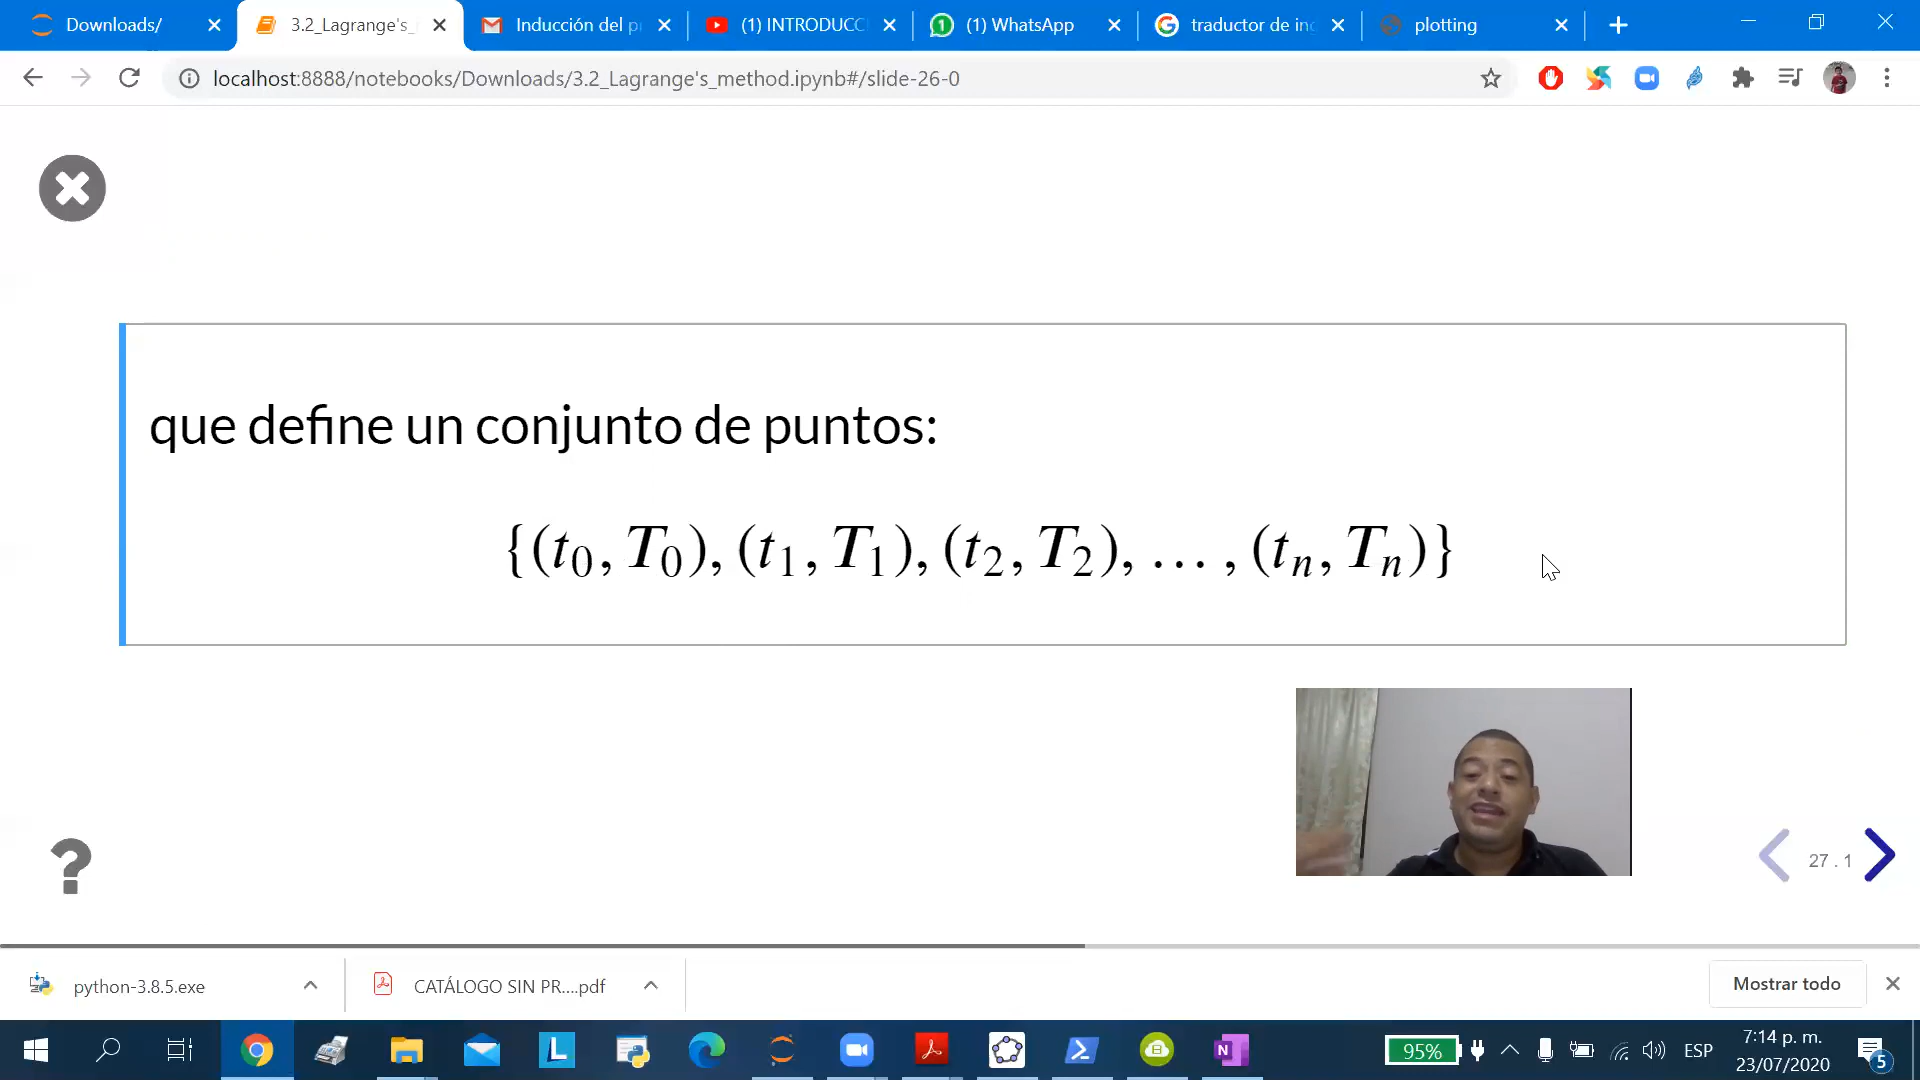 Downloads/
3.2_Lagrange's_
Inducción del p
(1) INTRODUCC
(1) WhatsApp
traductor de in
plotting
localhost:8888/notebooks/Downloads/3.2_Lagrange's_method.ipynb#/slide-26-0
que define un conjunto de puntos:
{(t₀, T₀), (t₁, T₁), (t₂, T₂), … , (tₙ, Tₙ)}
?
27 . 1
python-3.8.5.exe
CATÁLOGO SIN PR....pdf
Mostrar todo
95%
ESP
7:14 p. m.
23/07/2020
5